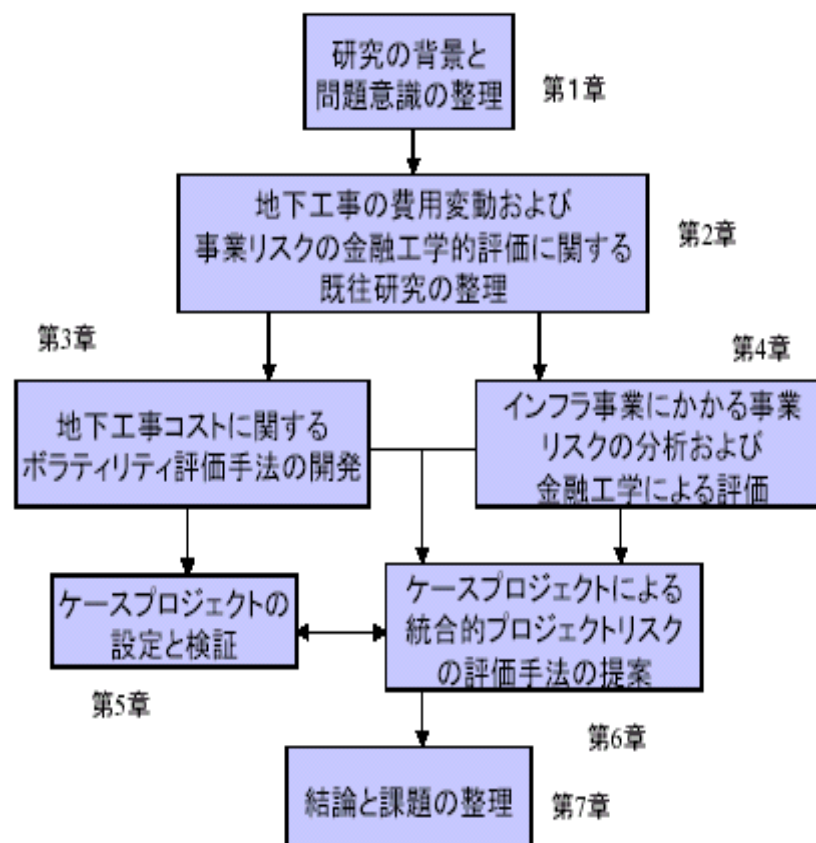 研究の背景と
問題意識の整理
第1章
地下工事の費用変動および
事業リスクの金融工学的評価に関する
既往研究の整理
第2章
第3章
地下工事コストに関する
ボラティリティ評価手法の開発
第4章
インフラ事業にかかる事業
リスクの分析および
金融工学による評価
ケースプロジェクトの
設定と検証
第5章
ケースプロジェクトによる
統合的プロジェクトリスク
の評価手法の提案
第6章
結論と課題の整理
第7章